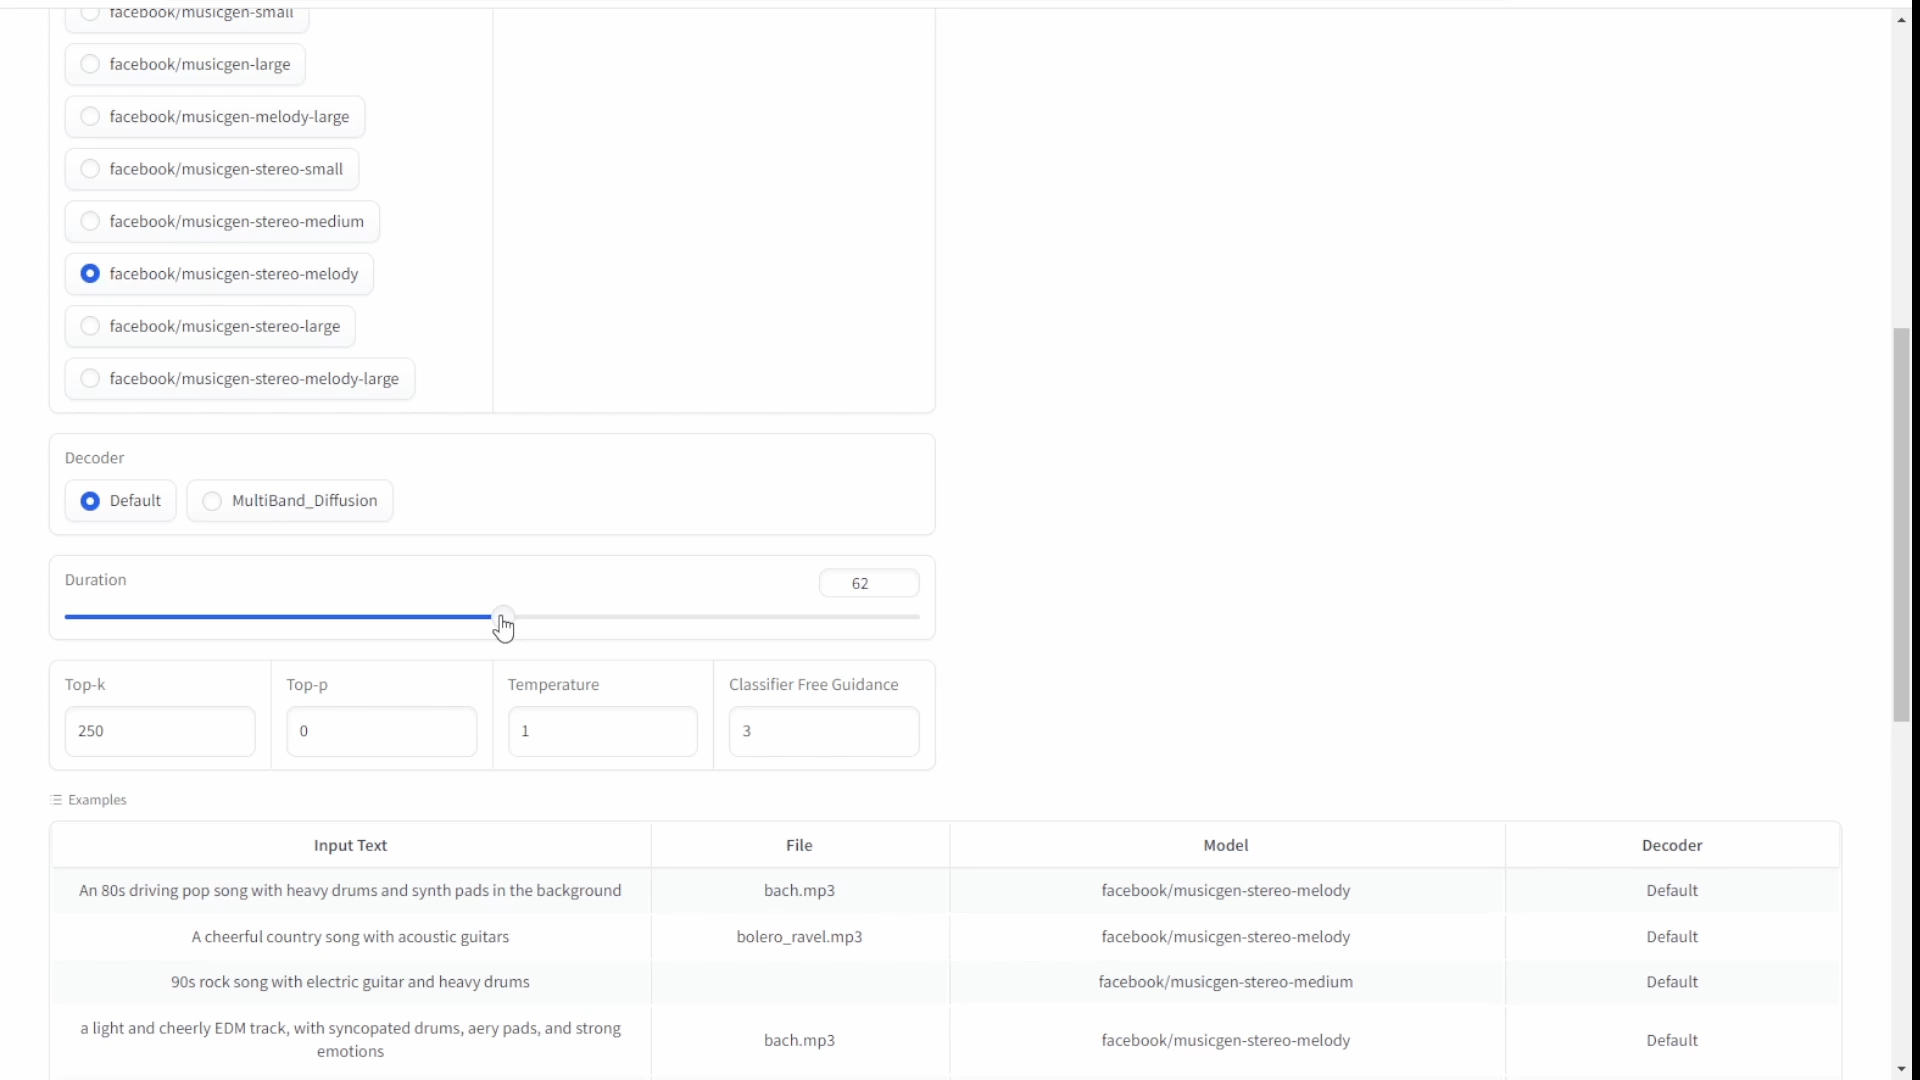 facebook/musicgen-small
facebook/musicgen-large
facebook/musicgen-melody-large
facebook/musicgen-stereo-small
facebook/musicgen-stereo-medium
facebook/musicgen-stereo-melody
facebook/musicgen-stereo-large
facebook/musicgen-stereo-melody-large
Decoder
Default MultiBand_Diffusion
Duration 62
Top-k Top-p Temperature Classifier Free Guidance
250 0 1 3
Examples
Input Text File Model Decoder
An 80s driving pop song with heavy drums and synth pads in the background bach.mp3 facebook/musicgen-stereo-melody Default
A cheerful country song with acoustic guitars bolero_ravel.mp3 facebook/musicgen-stereo-melody Default
90s rock song with electric guitar and heavy drums facebook/musicgen-stereo-medium Default
a light and cheerly EDM track, with syncopated drums, aery pads, and strong
emotions bach.mp3 facebook/musicgen-stereo-melody Default